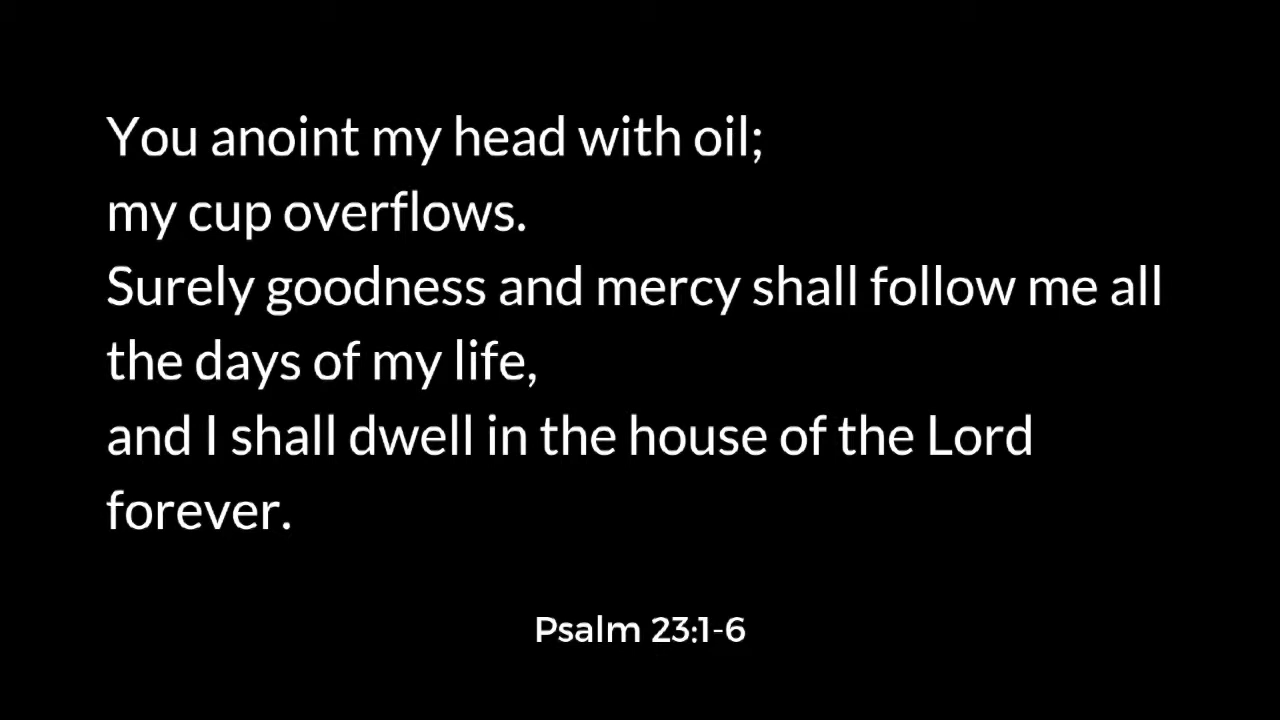 You anoint my head with oil;
my cup overflows.
Surely goodness and mercy shall follow me all
the days of my life,
and I shall dwell in the house of the Lord
forever.
Psalm 23:1-6